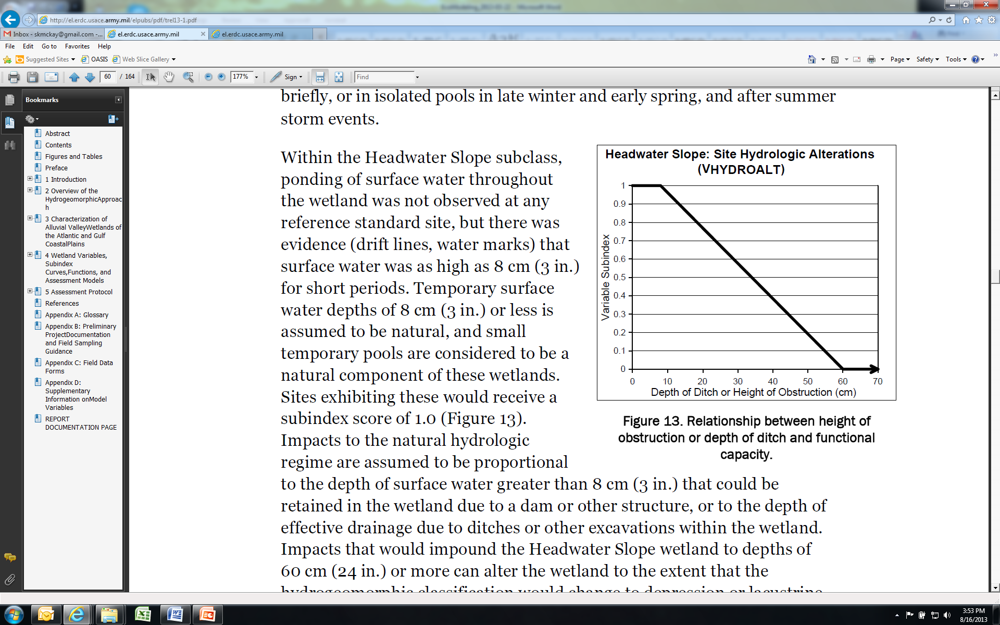 http://el.erdc.usace.army.mil/elpubs/pdf/trel13-1.pdf
Inbox - skmckay@gmail.com -...
el.erdc.usace.army.mil
el.erdc.usace.army.mil
File Edit Go to Favorites Help
Suggested Sites OASIS Web Slice Gallery
Page Safety Tools
60 / 164 177% Sign Find
Bookmarks
Abstract
Contents
Figures and Tables
Preface
1 Introduction
2 Overview of the
HydrogeomorphicApproac
h
3 Characterization of
Alluvial ValleyWetlands of
the Atlantic and Gulf
CoastalPlains
4 Wetland Variables,
Subindex
Curves,Functions, and
Assessment Models
5 Assessment Protocol
References
Appendix A: Glossary
Appendix B: Preliminary
ProjectDocumentation
and Field Sampling
Guidance
Appendix C: Field Data
Forms
Appendix D:
Supplementary
Information onModel
Variables
REPORT
DOCUMENTATION PAGE
briefly, or in isolated pools in late winter and early spring, and after summer
storm events.
Within the Headwater Slope subclass,
ponding of surface water throughout
the wetland was not observed at any
reference standard site, but there was
evidence (drift lines, water marks) that
surface water was as high as 8 cm (3 in.)
for short periods. Temporary surface
water depths of 8 cm (3 in.) or less is
assumed to be natural, and small
temporary pools are considered to be a
natural component of these wetlands.
Sites exhibiting these would receive a
subindex score of 1.0 (Figure 13).
Impacts to the natural hydrologic
regime are assumed to be proportional
to the depth of surface water greater than 8 cm (3 in.) that could be
retained in the wetland due to a dam or other structure, or to the depth of
effective drainage due to ditches or other excavations within the wetland.
Impacts that would impound the Headwater Slope wetland to depths of
60 cm (24 in.) or more can alter the wetland to the extent that the
hydrogeomorphic classification would change to depression or lacustrine
Headwater Slope: Site Hydrologic Alterations
(VHYDROALT)
Variable Subindex
1
0.9
0.8
0.7
0.6
0.5
0.4
0.3
0.2
0.1
0
0 10 20 30 40 50 60 70
Depth of Ditch or Height of Obstruction (cm)
Figure 13. Relationship between height of
obstruction or depth of ditch and functional
capacity.
3:53 PM
8/16/2013